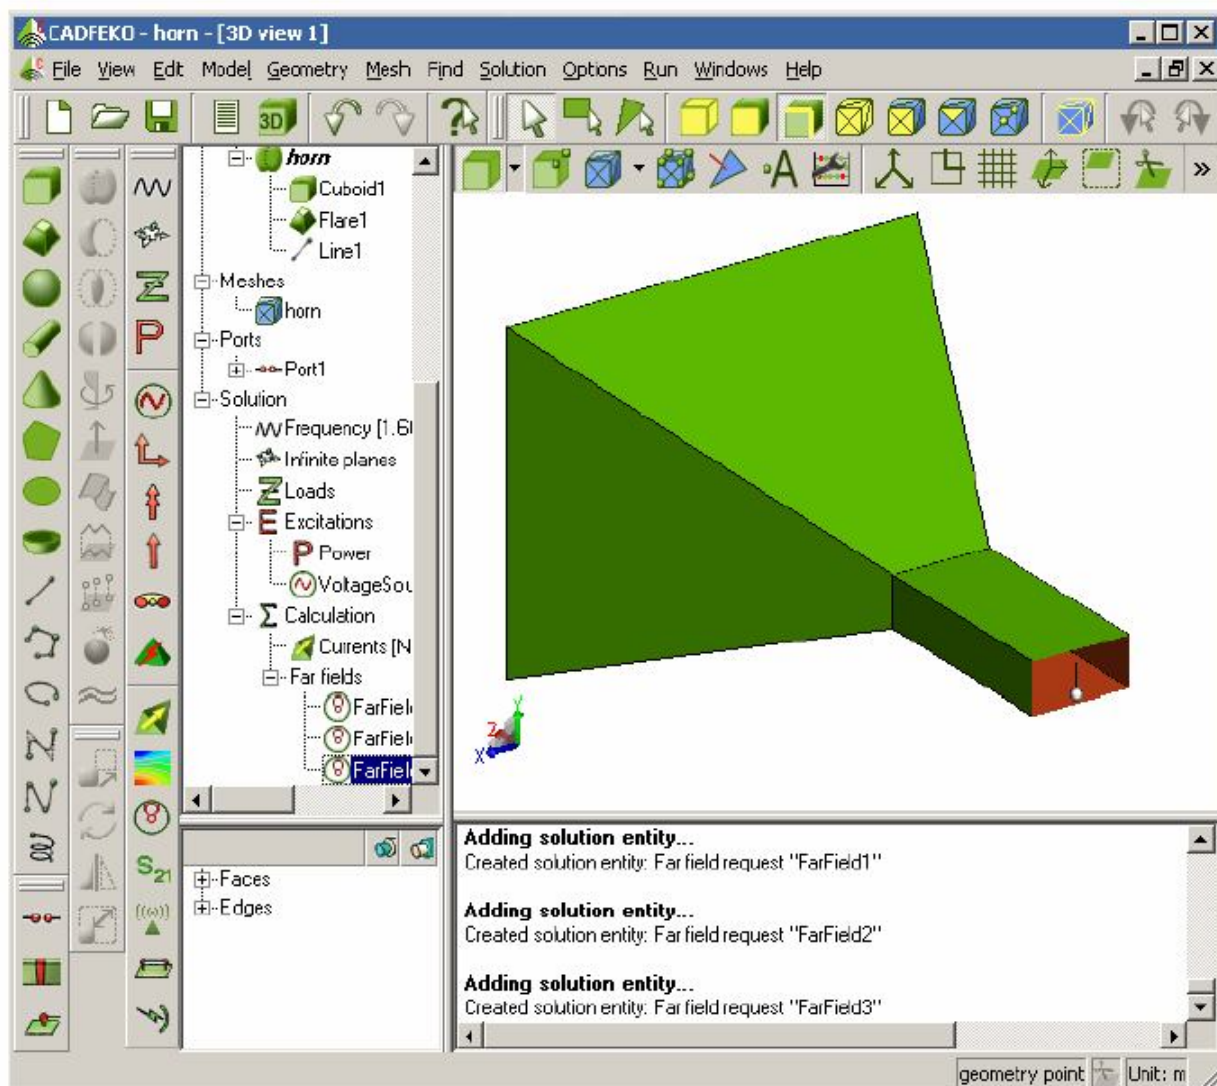 CADFEKO - horn - [3D view 1]
File View Edit Model Geometry Mesh Find Solution Options Run Windows Help
3D
A
»
horn
Cuboid1
Flare1
Line1
Meshes
horn
Ports
Port1
Solution
Frequency [1.6
Infinite planes
Z Loads
E Excitations
P Power
VoltageSou
Σ Calculation
Currents [N
Far fields
FarFiel
FarFiel
FarFiel
Z
P
S21
Faces
Edges
Z
Y
X
Adding solution entity...
Created solution entity: Far field request "FarField1"
Adding solution entity...
Created solution entity: Far field request "FarField2"
Adding solution entity...
Created solution entity: Far field request "FarField3"
geometry point Unit: m